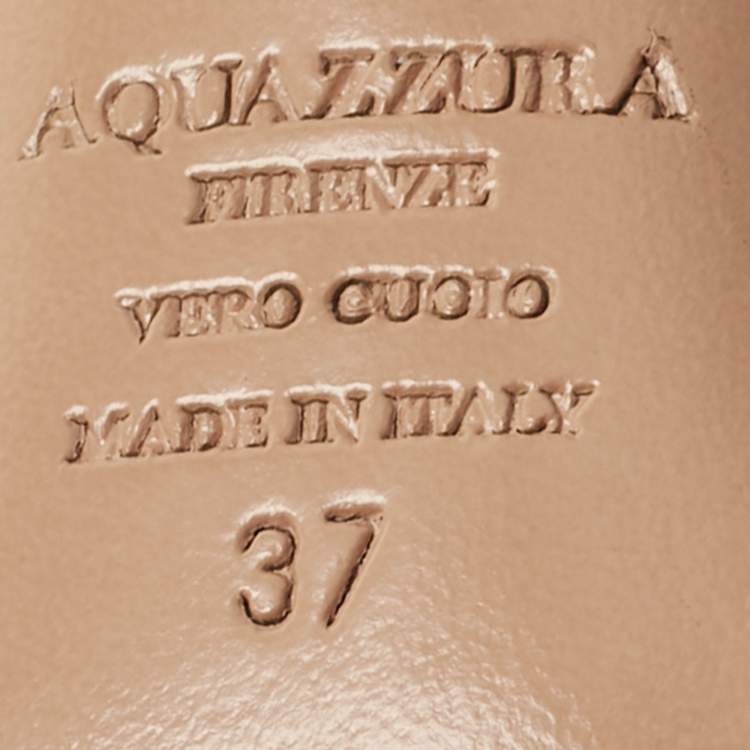 AQUAZZURA
FIRENZE
VERO CUOIO
MADE IN ITALY
37